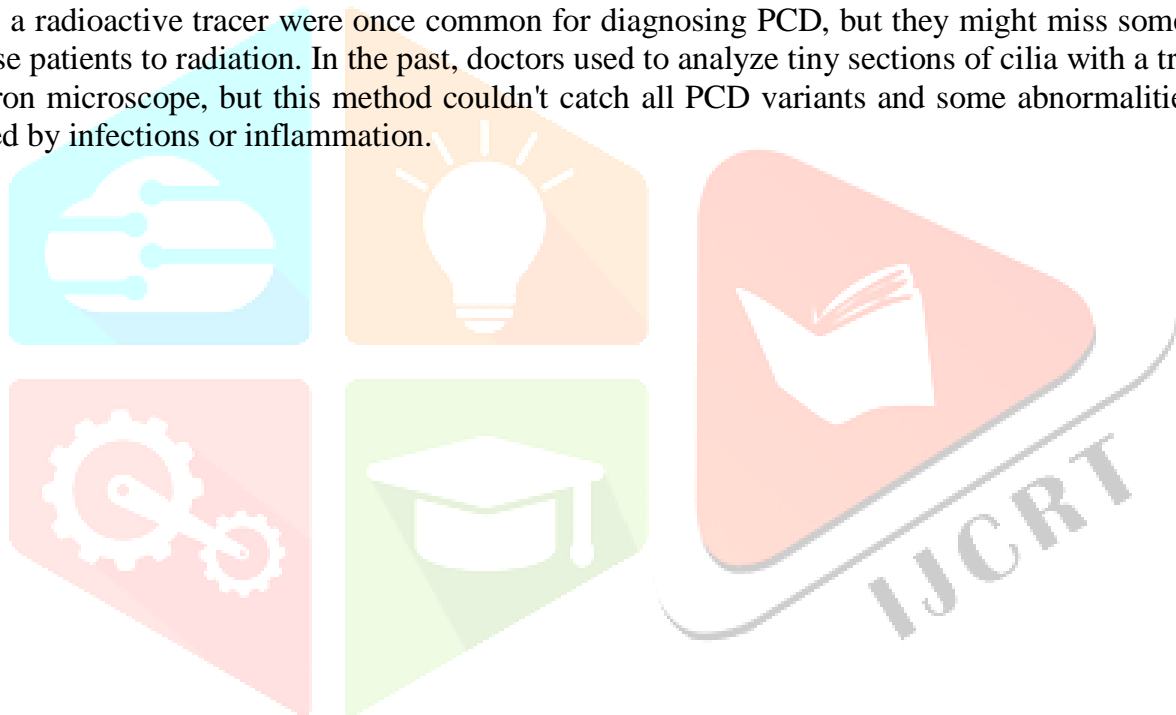 a radioactive tracer were once common for diagnosing PCD, but they might miss some
se patients to radiation. In the past, doctors used to analyze tiny sections of cilia with a tr
ron microscope, but this method couldn't catch all PCD variants and some abnormalitie
ed by infections or inflammation.
IJCRT